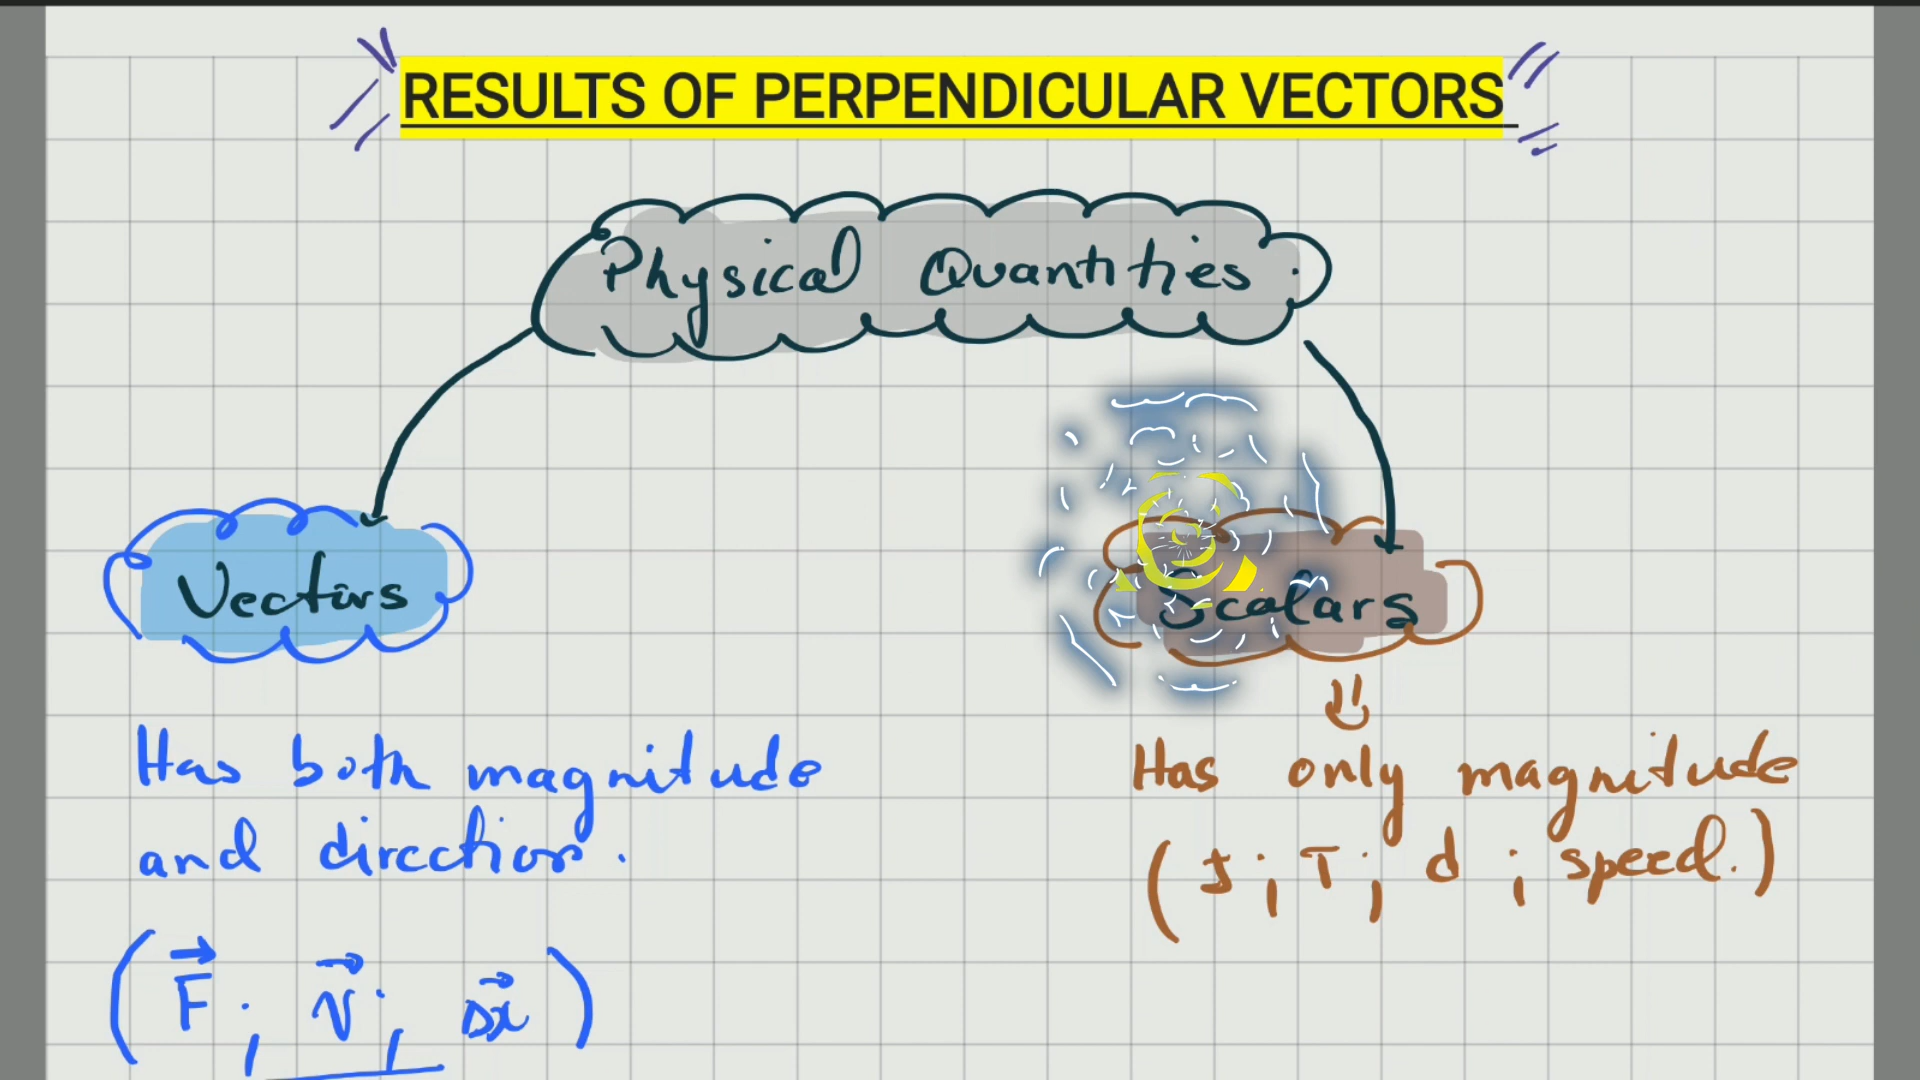 RESULTS OF PERPENDICULAR VECTORS
Physical Quantities.
Vectors
Scalars
Has both magnitude
and direction.
(F⃗ ; v⃗ ; Δx⃗)
Has only magnitude
( ; T ; d ; speed.)